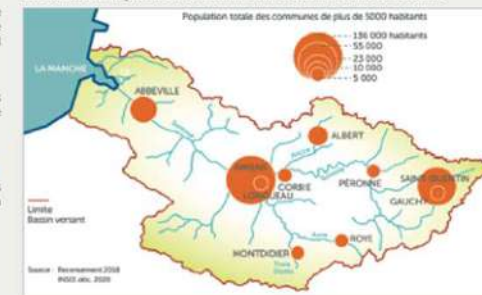 Population totale des communes de plus de 5000 habitants
136 000 habitants
55 000
23 000
10 000
5 000
LA MANCHE
ABBEVILLE
ALBERT
AMIENS
CORBIE
LONGUEAU
PÉRONNE
SAINT-QUENTIN
GAUCHY
MONTDIDIER
ROYE
Avre
Limite
Bassin versant
Source : Recensement 2018
INSEE, 2020